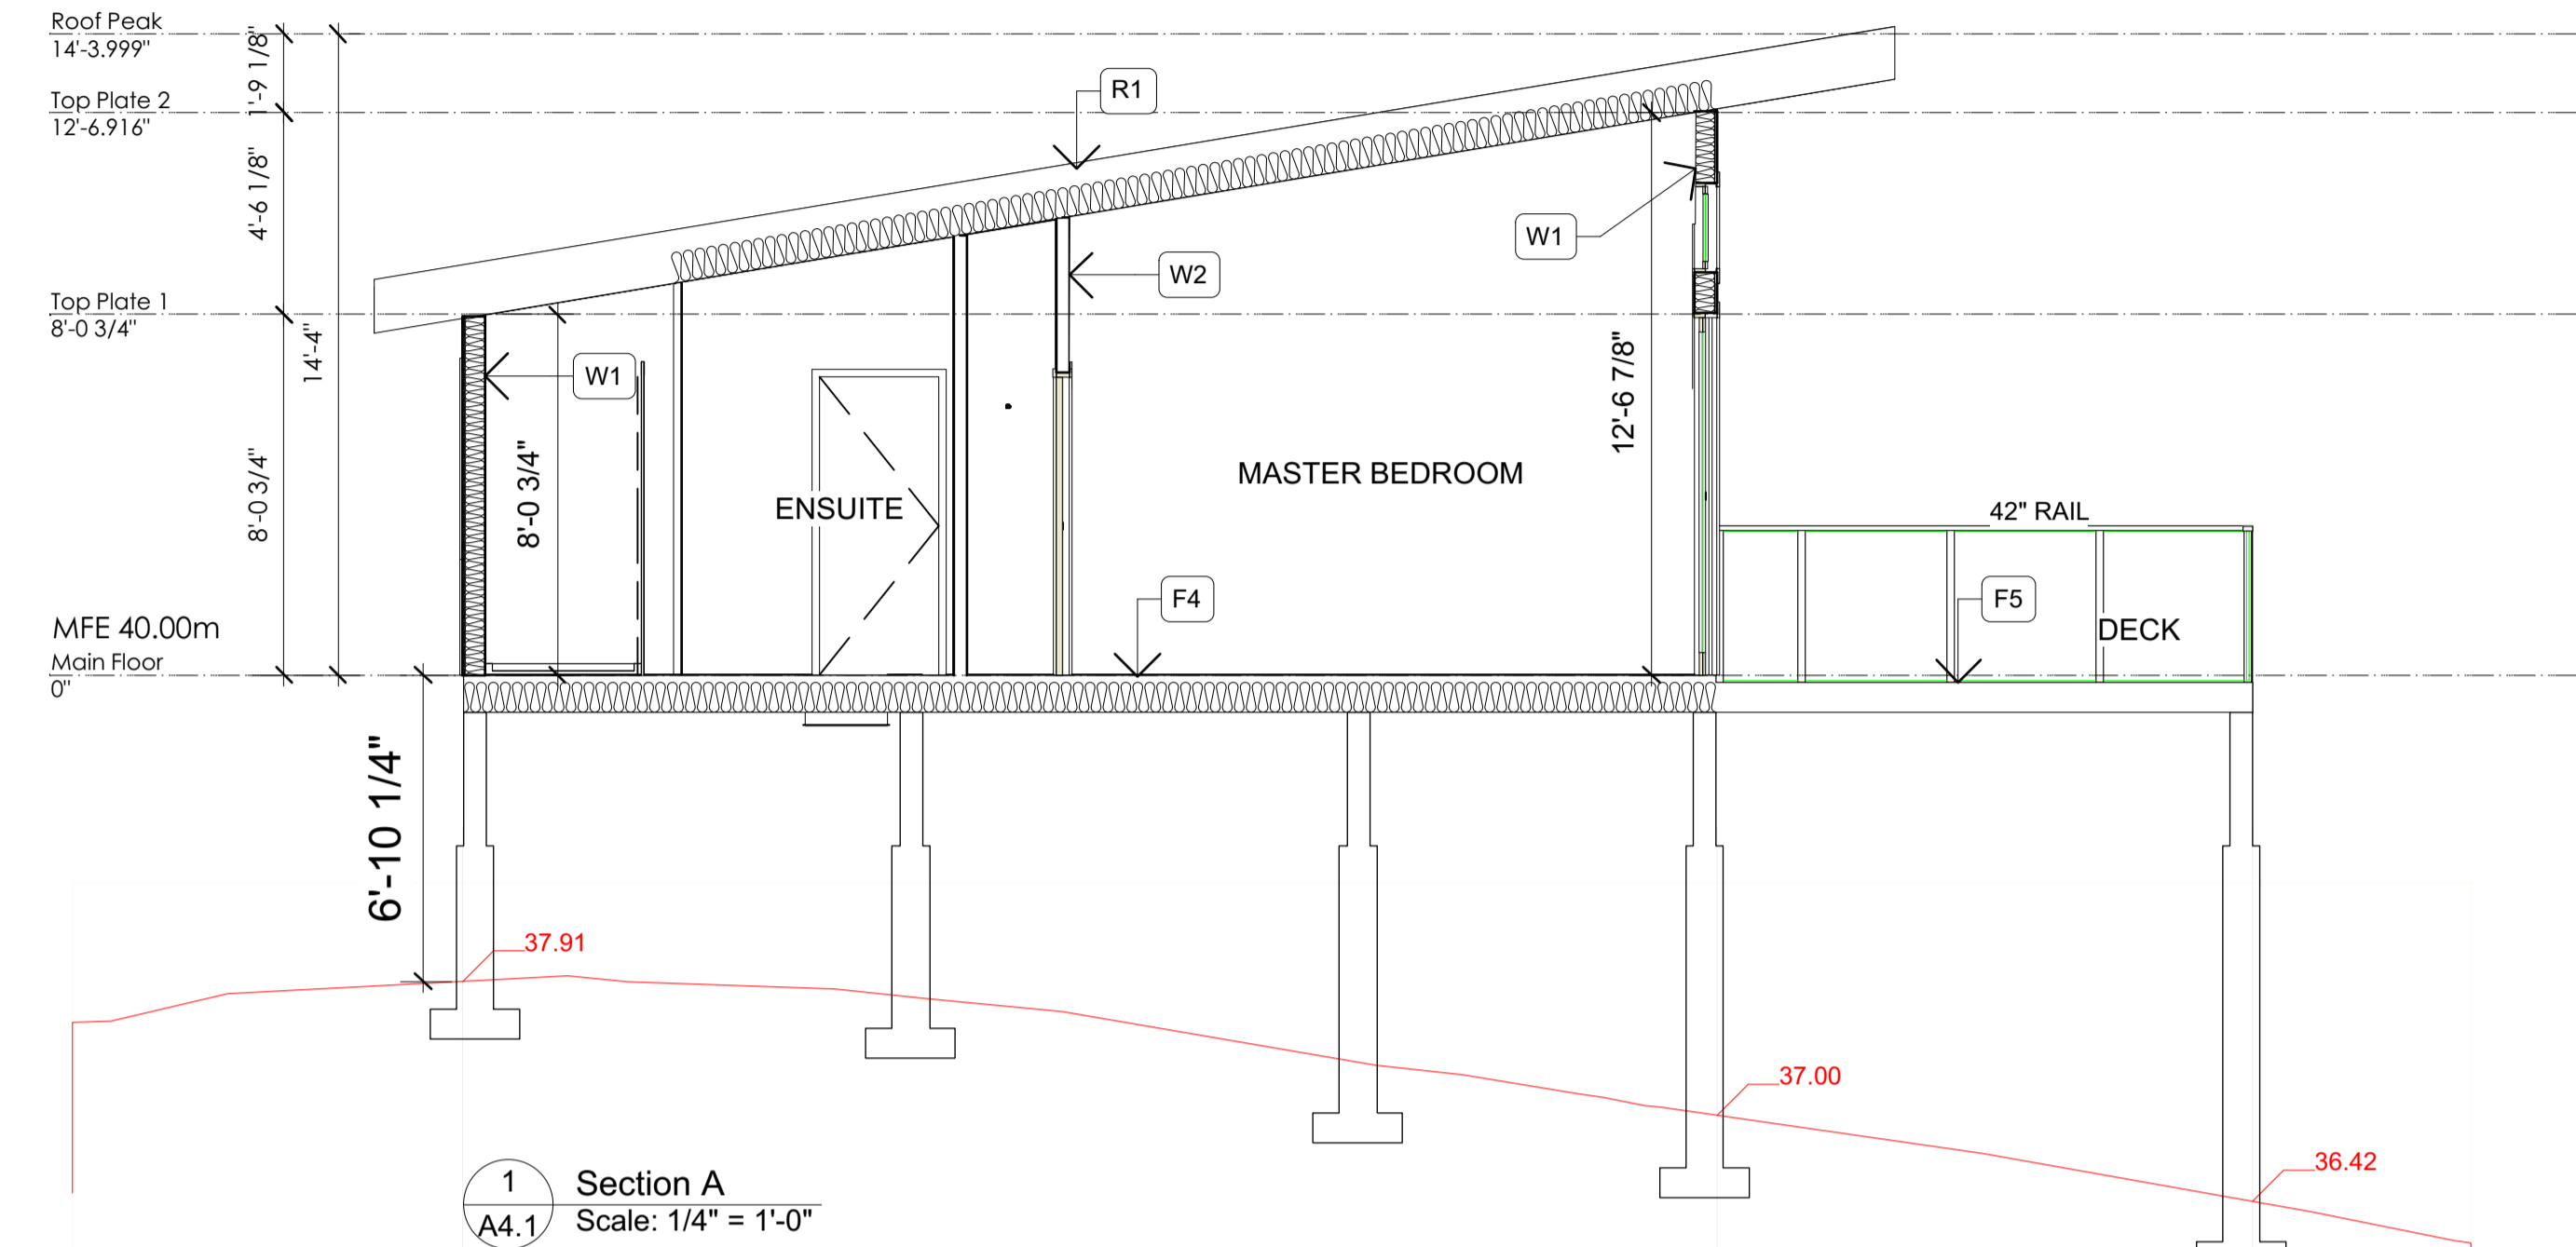 Roof Peak
14'-3.999"
1'-9 1/8"
Top Plate 2
12'-6.916"
R1
4'-6 1/8"
W1
W2
Top Plate 1
8'-0 3/4"
14'-4"
W1
12'-6 7/8"
8'-0 3/4"
8'-0 3/4"
MASTER BEDROOM
ENSUITE
42" RAIL
F4
F5
DECK
MFE 40.00m
Main Floor
0"
6'-10 1/4"
37.91
37.00
36.42
1
A4.1
Section A
Scale: 1/4" = 1'-0"